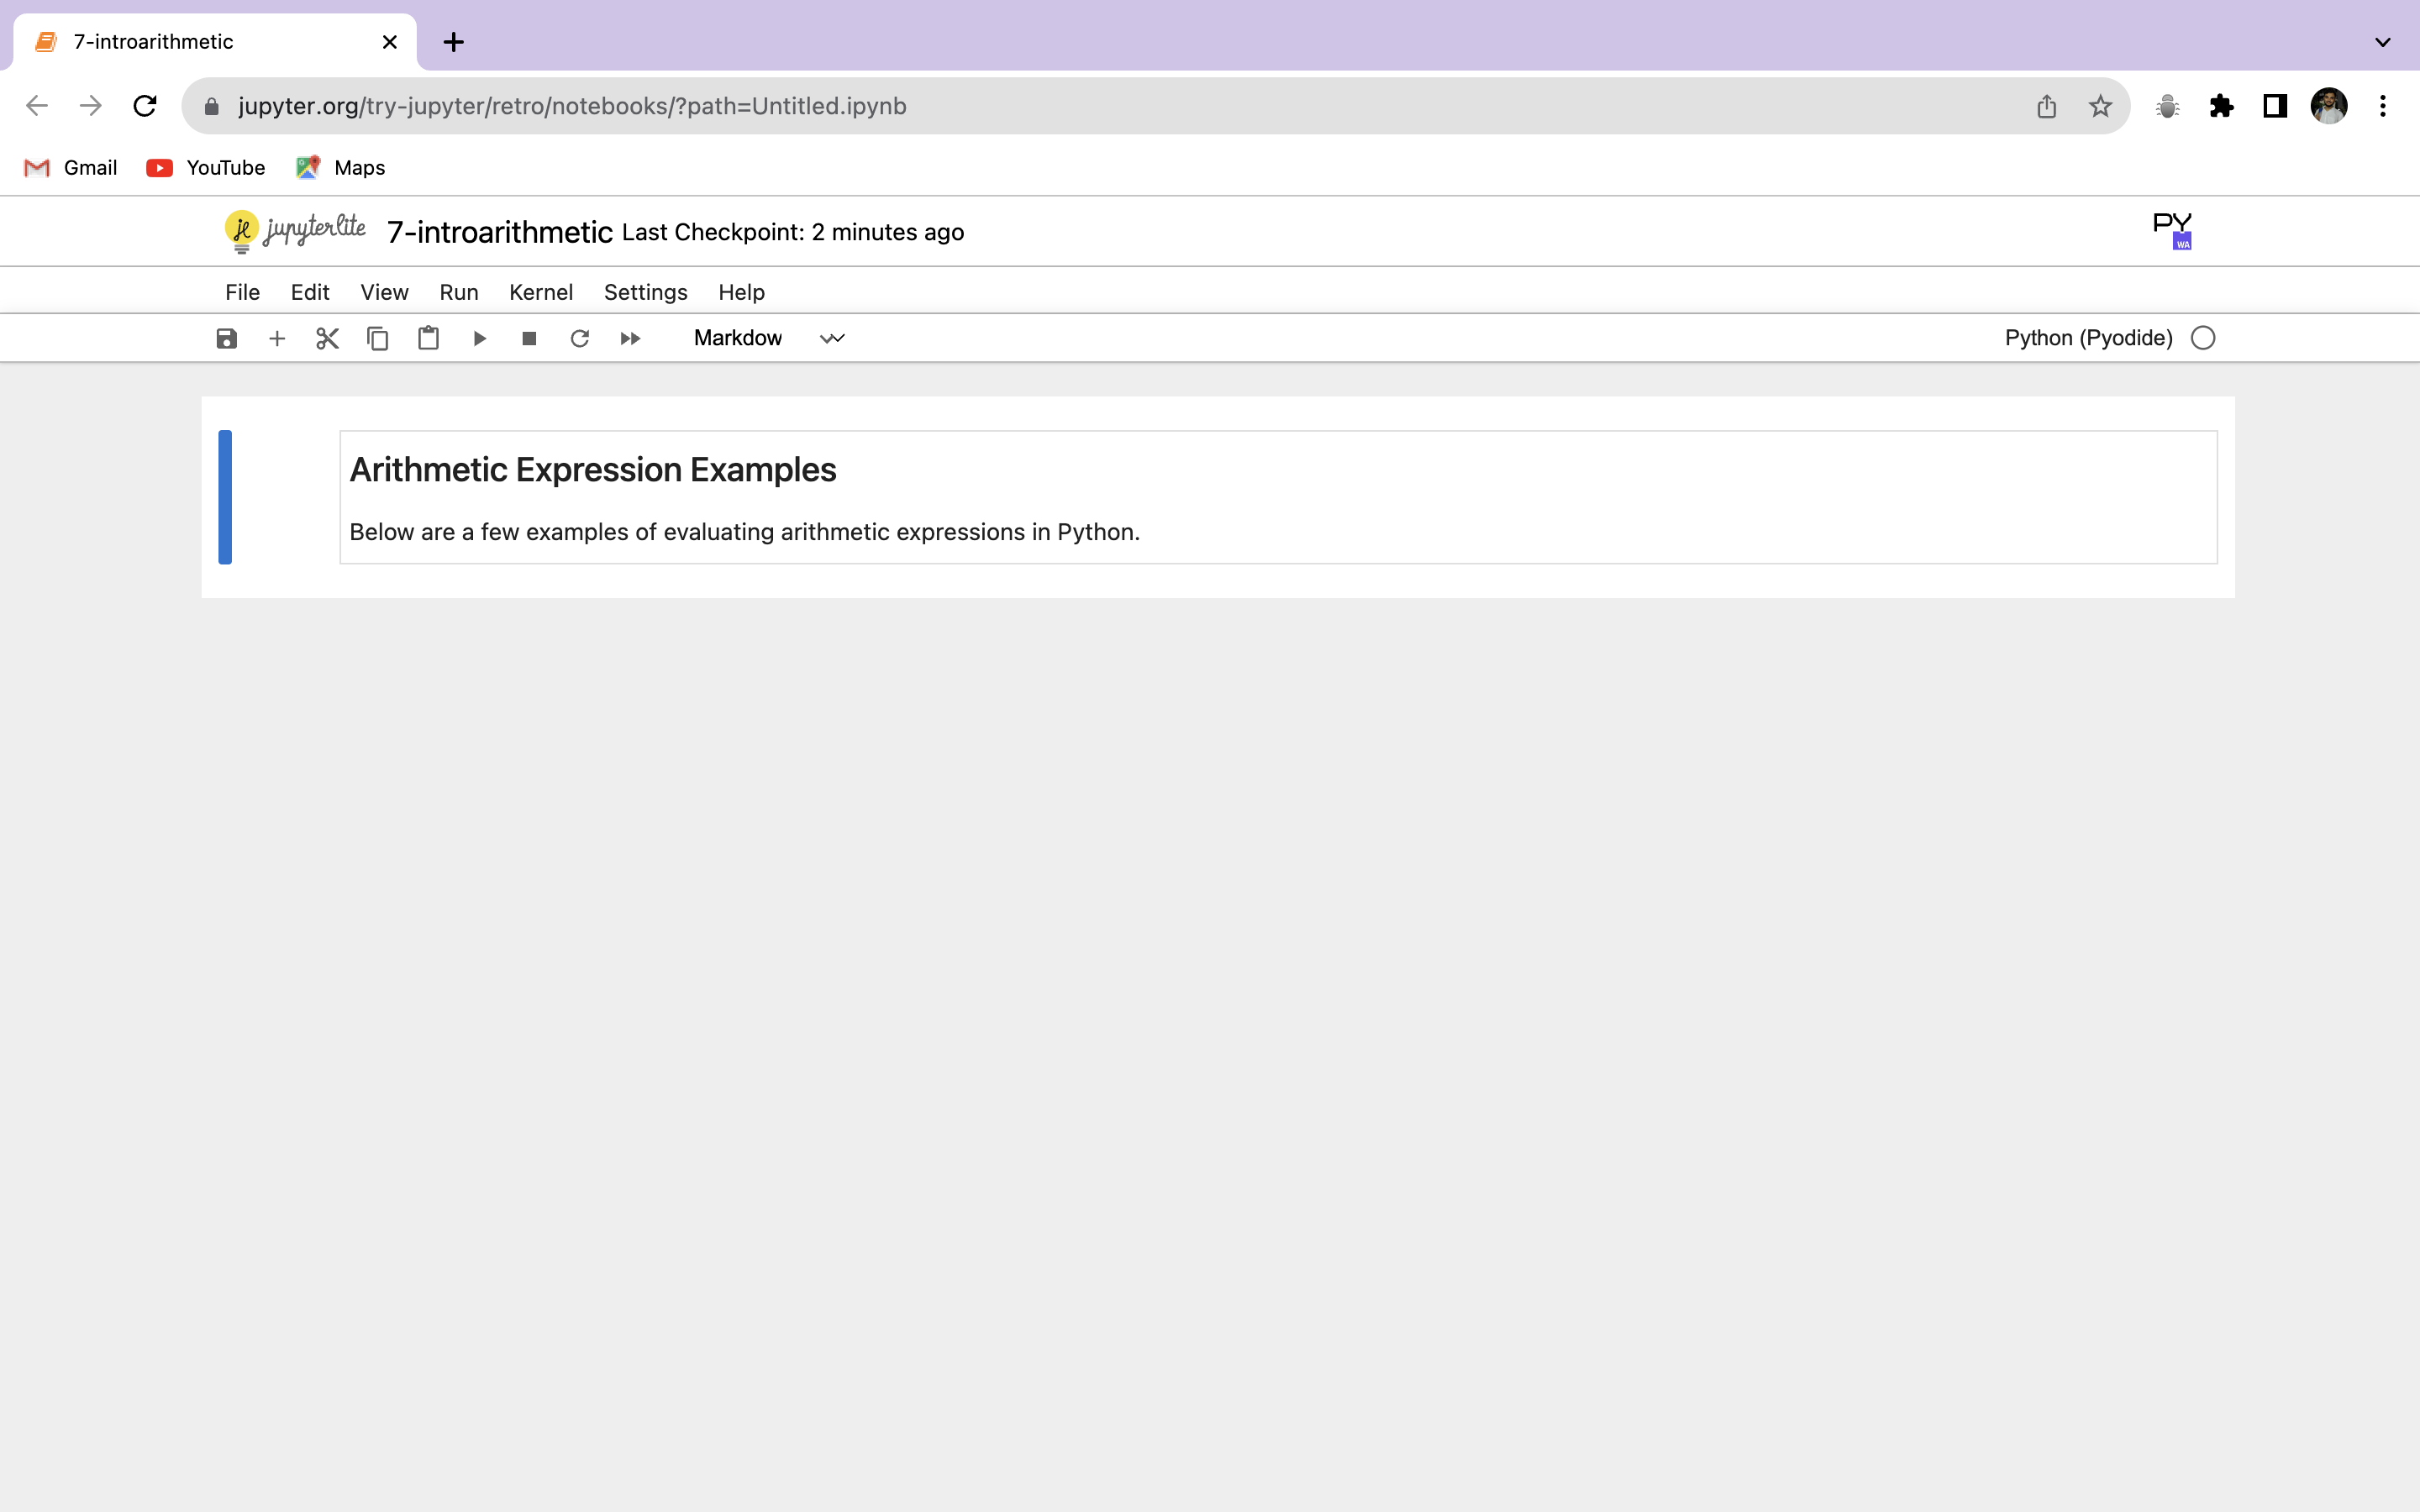 7-introarithmetic
jupyter.org/try-jupyter/retro/notebooks/?path=Untitled.ipynb
Gmail YouTube Maps
jl jupyterlite 7-introarithmetic Last Checkpoint: 2 minutes ago PY WA
File Edit View Run Kernel Settings Help
Markdow Python (Pyodide)
Arithmetic Expression Examples
Below are a few examples of evaluating arithmetic expressions in Python.